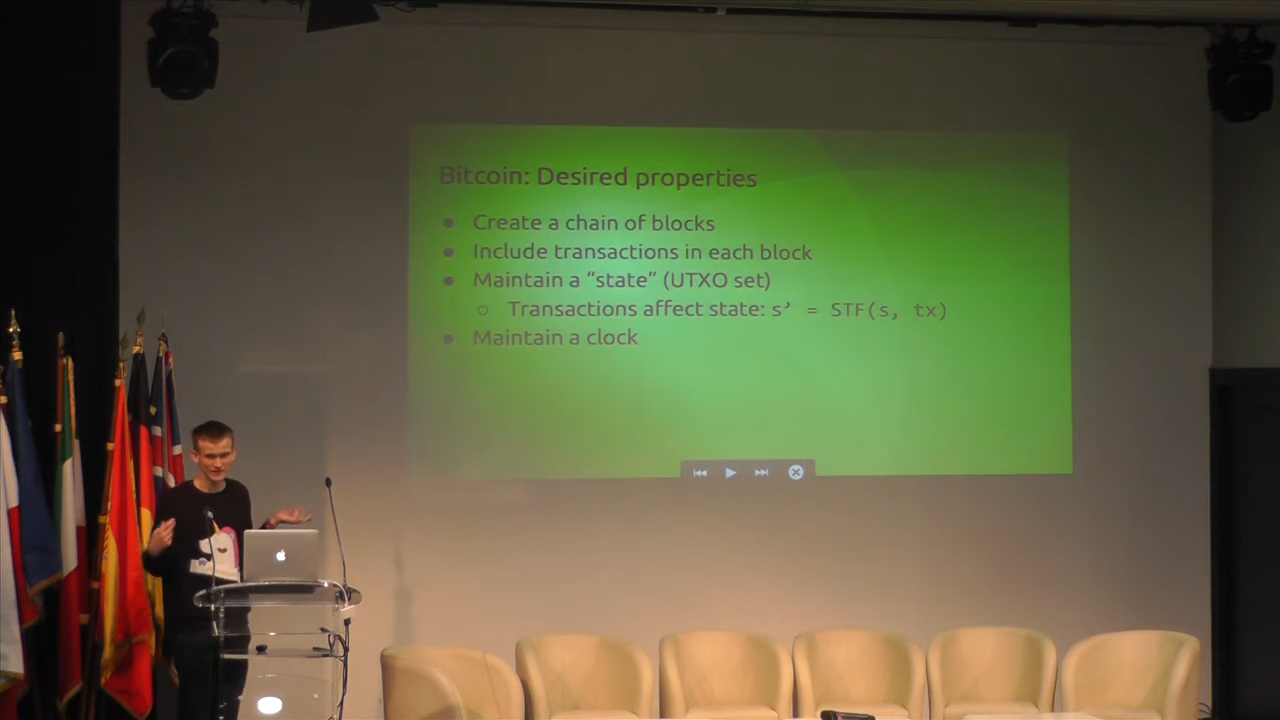 Bitcoin: Desired properties
● Create a chain of blocks
● Include transactions in each block
● Maintain a “state” (UTXO set)
○ Transactions affect state: s’ = STF(s, tx)
● Maintain a clock